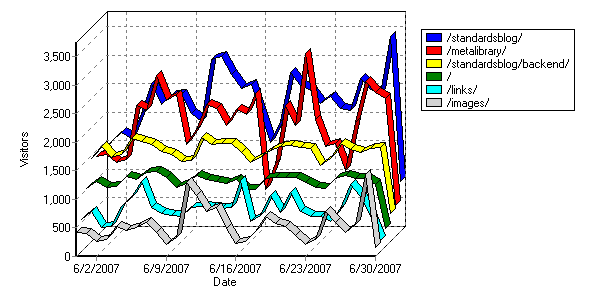 3,500
3,000
2,500
2,000
1,500
1,000
500
0
Visitors
6/2/2007 6/9/2007 6/16/2007 6/23/2007 6/30/2007
Date
/standardsblog/
/metalibrary/
/standardsblog/backend/
/
/links/
/images/